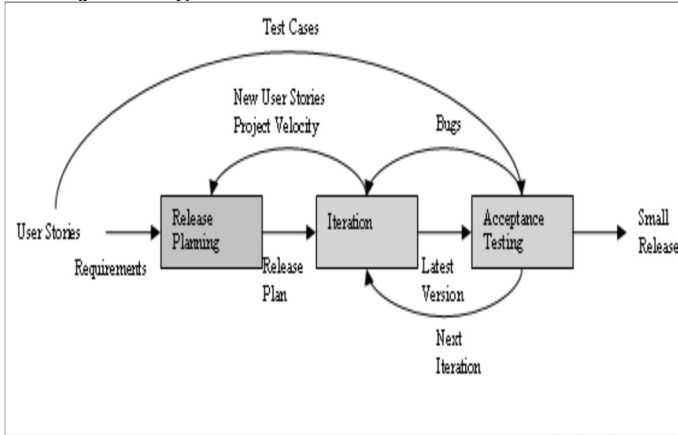 Test Cases
New User Stories
Project Velocity
Bugs
User Stories
Requirements
Release
Planning
Release
Plan
Iteration
Latest
Version
Acceptance
Testing
Small
Release
Next
Iteration